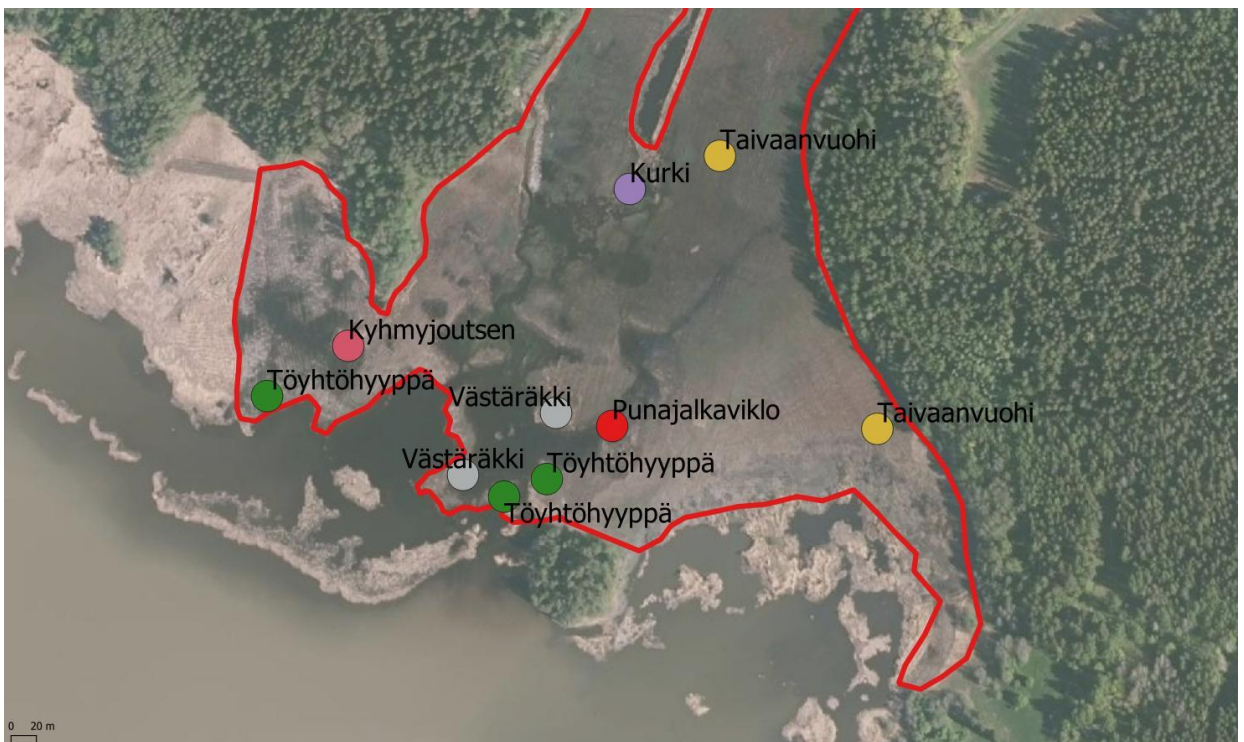 Taivaanvuohi
Kurki
Kyhmyjoutsen
Töyhtöhyyppä
Västäräkki
Punajalkaviklo
Taivaanvuohi
Västäräkki
Töyhtöhyyppä
Töyhtöhyyppä
0 20 m